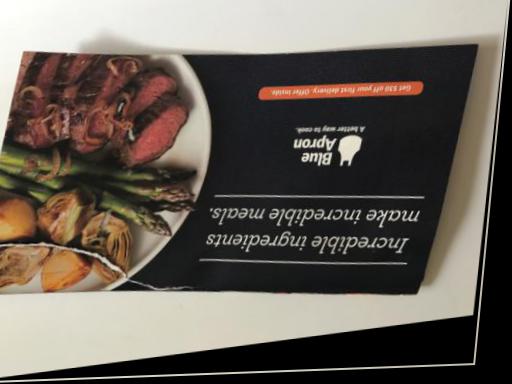 Incredible ingredients
make incredible meals.
Blue
Apron
A better way to cook.
Get $30 off your first delivery. Offer inside.